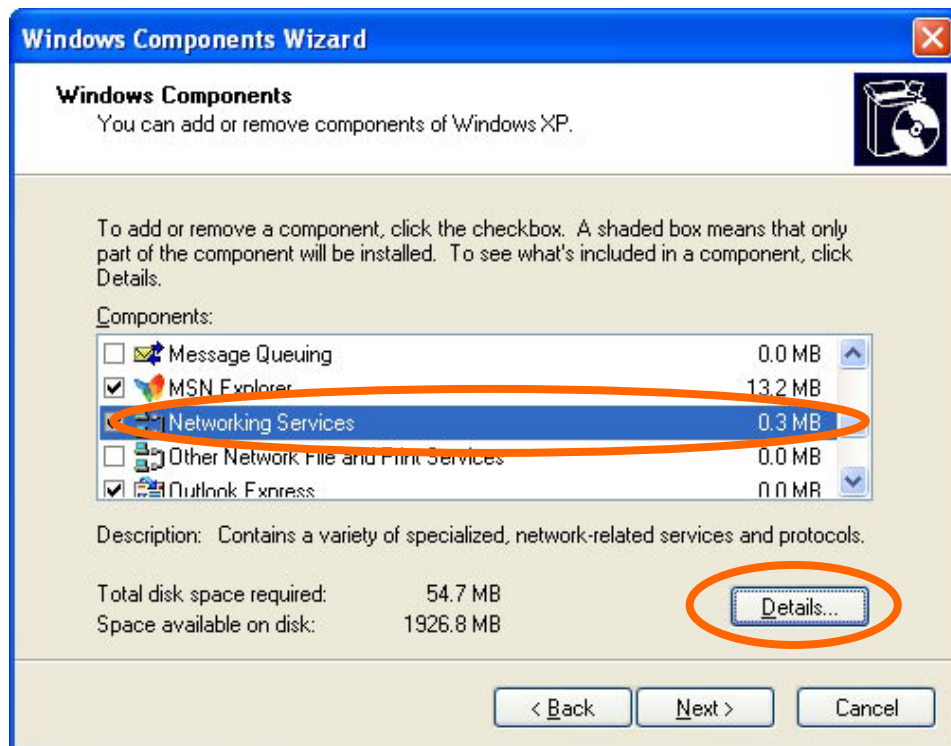 Windows Components Wizard
Windows Components
You can add or remove components of Windows XP.
To add or remove a component, click the checkbox. A shaded box means that only
part of the component will be installed. To see what's included in a component, click
Details.
Components:
Message Queuing 0.0 MB
MSN Explorer 13.2 MB
Networking Services 0.3 MB
Other Network File and Print Services 0.0 MB
Outlook Express 0.0 MB
Description: Contains a variety of specialized, network-related services and protocols.
Total disk space required: 54.7 MB
Space available on disk: 1926.8 MB
Details...
< Back Next > Cancel